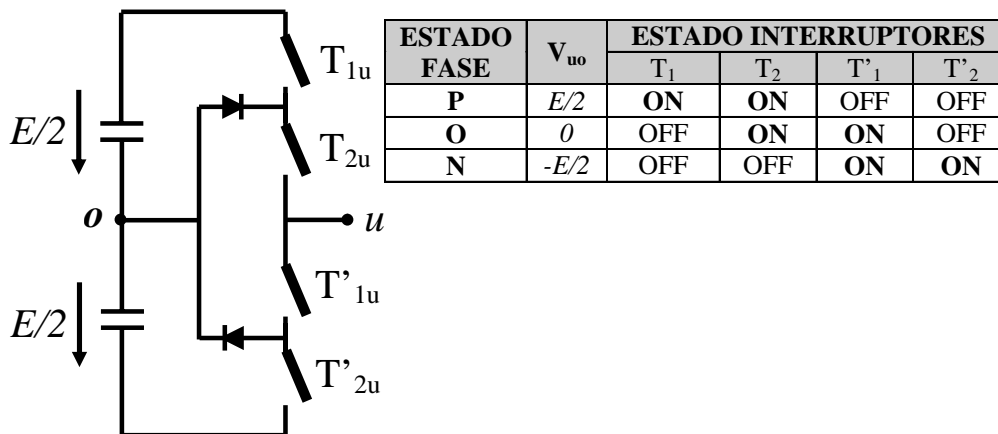 E/2
o
E/2
T1u
T2u
u
T'1u
T'2u
ESTADO FASE Vuo ESTADO INTERRUPTORES
T1 T2 T’1 T’2
P E/2 ON ON OFF OFF
O 0 OFF ON ON OFF
N -E/2 OFF OFF ON ON